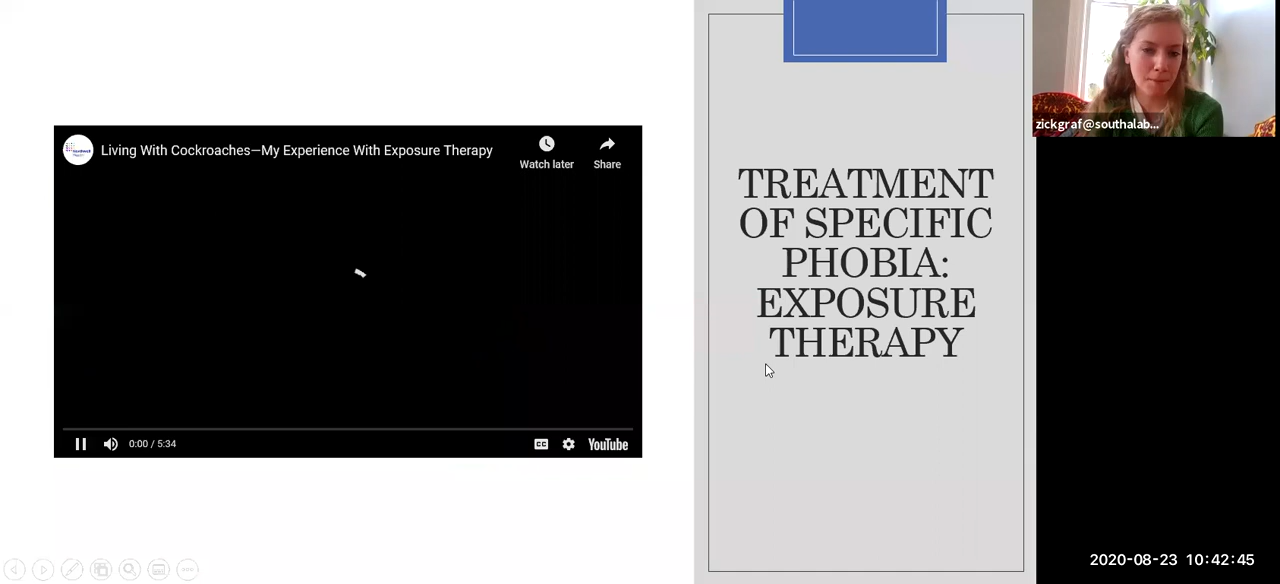 Living With Cockroaches—My Experience With Exposure Therapy
Watch later
Share
0:00 / 5:34
CC
YouTube
TREATMENT
OF SPECIFIC
PHOBIA:
EXPOSURE
THERAPY
zickgraf@southalab...
2020-08-23 10:42:45